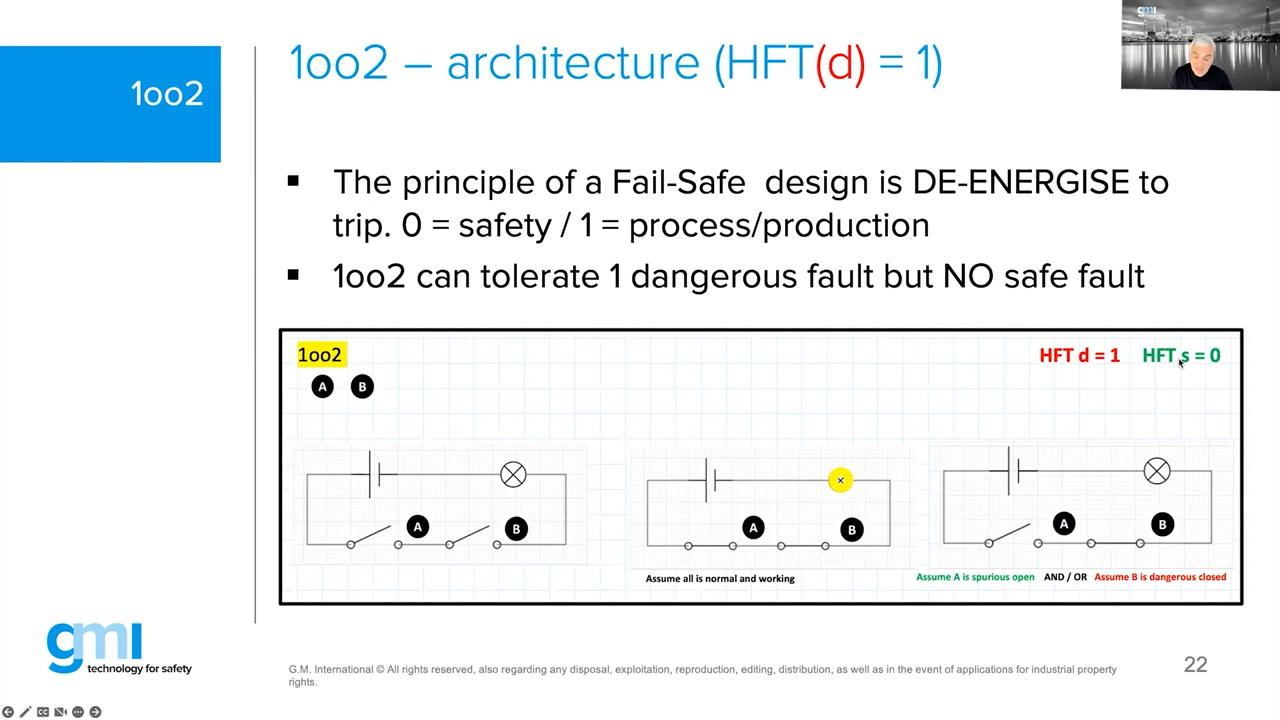 1oo2
1oo2 – architecture (HFT(d) = 1)
gmi
▪ The principle of a Fail-Safe design is DE-ENERGISE to
trip. 0 = safety / 1 = process/production
▪ 1oo2 can tolerate 1 dangerous fault but NO safe fault
1oo2
HFT d = 1 HFT s = 0
A B
A B
A B
A B
Assume all is normal and working
Assume A is spurious open AND / OR Assume B is dangerous closed
gmi
technology for safety
G.M. International © All rights reserved, also regarding any disposal, exploitation, reproduction, editing, distribution, as well as in the event of applications for industrial property
rights.
22